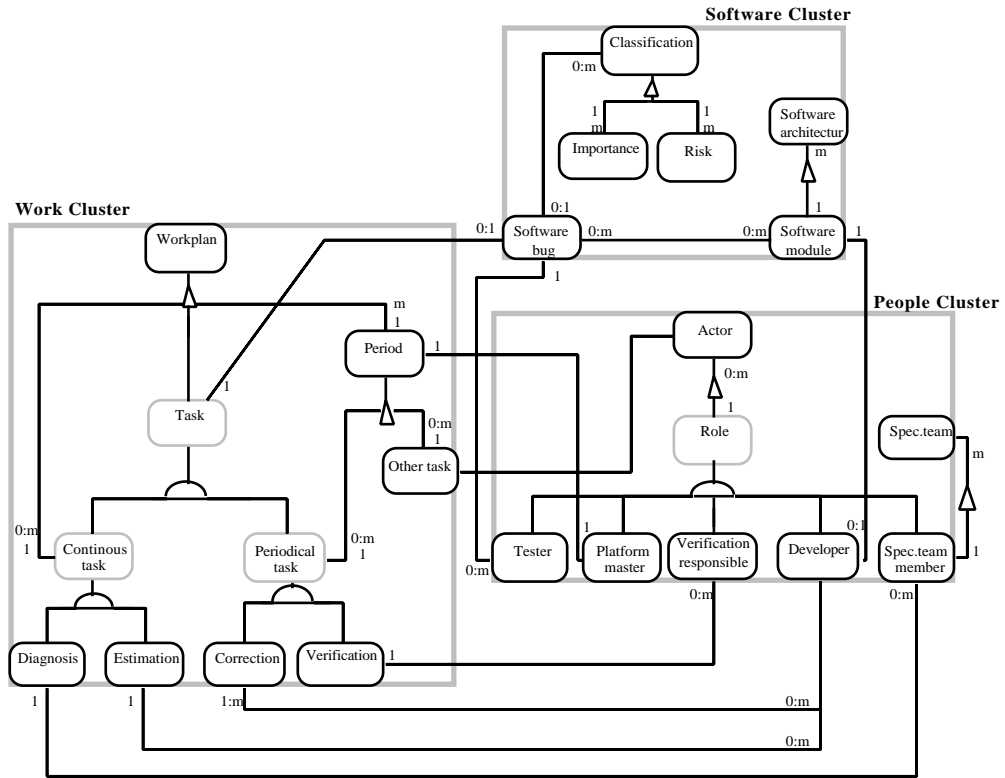 Software Cluster
Classification
0:m
1
m
1
m
Importance
Risk
Software
architectur
m
1
0:1
Work Cluster
Workplan
0:1
Software
bug
0:m
0:m
Software
module
1
1
People Cluster
m
1
Period
1
Actor
0:m
1
1
Task
Role
Spec.team
m
0:m
1
Other task
0:m
1
Continous
task
Periodical
task
0:m
1
0:m
Tester
1
Platform
master
Verification
responsible
Developer
0:1
Spec.team
member
1
0:m
0:m
Diagnosis
Estimation
Correction
Verification
1
1
1
1:m
0:m
0:m